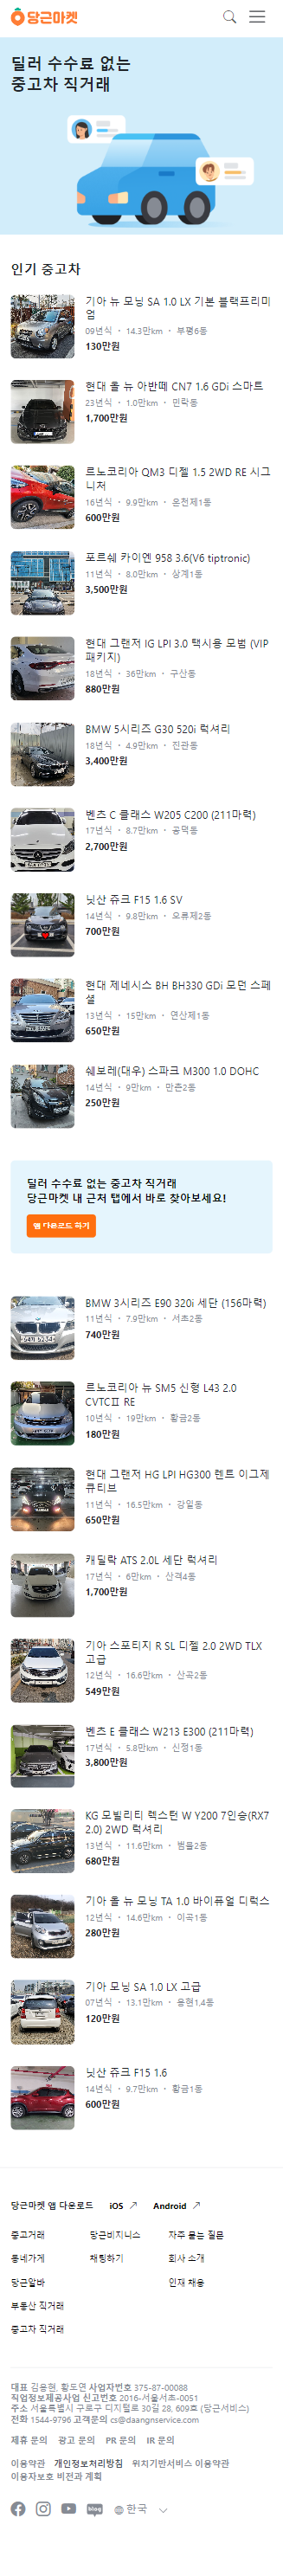 당근마켓
딜러 수수료 없는
중고차 직거래
인기 중고차
기아 뉴 모닝 SA 1.0 LX 기본 블랙프리미
엄
09년식 · 14.3만km · 부평6동
130만원
현대 올 뉴 아반떼 CN7 1.6 GDi 스마트
23년식 · 1.0만km · 민락동
1,700만원
르노코리아 QM3 디젤 1.5 2WD RE 시그
니처
16년식 · 9.9만km · 온천제1동
600만원
포르쉐 카이엔 958 3.6(V6 tiptronic)
11년식 · 8.0만km · 상계1동
3,500만원
현대 그랜저 IG LPI 3.0 택시용 모범 (VIP
패키지)
18년식 · 36만km · 구산동
880만원
BMW 5시리즈 G30 520i 럭셔리
18년식 · 4.9만km · 진관동
3,400만원
벤츠 C 클래스 W205 C200 (211마력)
17년식 · 8.7만km · 공덕동
2,700만원
닛산 쥬크 F15 1.6 SV
14년식 · 9.8만km · 오류제2동
700만원
현대 제네시스 BH BH330 GDi 모던 스페
셜
13년식 · 15만km · 연산제1동
650만원
쉐보레(대우) 스파크 M300 1.0 DOHC
14년식 · 9만km · 만촌2동
250만원
딜러 수수료 없는 중고차 직거래
당근마켓 내 근처 탭에서 바로 찾아보세요!
앱 다운로드 하기
BMW 3시리즈 E90 320i 세단 (156마력)
11년식 · 7.9만km · 서초2동
740만원
르노코리아 뉴 SM5 신형 L43 2.0
CVTCⅡ RE
10년식 · 19만km · 황금2동
180만원
현대 그랜저 HG LPI HG300 렌트 이그제
큐티브
11년식 · 16.5만km · 강일동
650만원
캐딜락 ATS 2.0L 세단 럭셔리
17년식 · 6만km · 산격4동
1,700만원
기아 스포티지 R SL 디젤 2.0 2WD TLX
고급
12년식 · 16.6만km · 산곡2동
549만원
벤츠 E 클래스 W213 E300 (211마력)
17년식 · 5.8만km · 신정1동
3,800만원
KG 모빌리티 렉스턴 W Y200 7인승(RX7
2.0) 2WD 럭셔리
13년식 · 11.6만km · 범물2동
680만원
기아 올 뉴 모닝 TA 1.0 바이퓨얼 디럭스
12년식 · 14.6만km · 이곡1동
280만원
기아 모닝 SA 1.0 LX 고급
07년식 · 13.1만km · 용현1,4동
120만원
닛산 쥬크 F15 1.6
14년식 · 9.7만km · 황금1동
600만원
당근마켓 앱 다운로드 iOS Android
중고거래 당근비지니스 자주 묻는 질문
동네가게 채팅하기 회사 소개
당근알바 인재 채용
부동산 직거래
중고차 직거래
대표 김용현, 황도연 사업자번호 375-87-00088
직업정보제공사업 신고번호 2016-서울서초-0051
주소 서울특별시 구로구 디지털로 30길 28, 609호 (당근서비스)
전화 1544-9796 고객문의 cs@daangnservice.com
제휴 문의 광고 문의 PR 문의 IR 문의
이용약관 개인정보처리방침 위치기반서비스 이용약관
이용자보호 비전과 계획
blog 한국